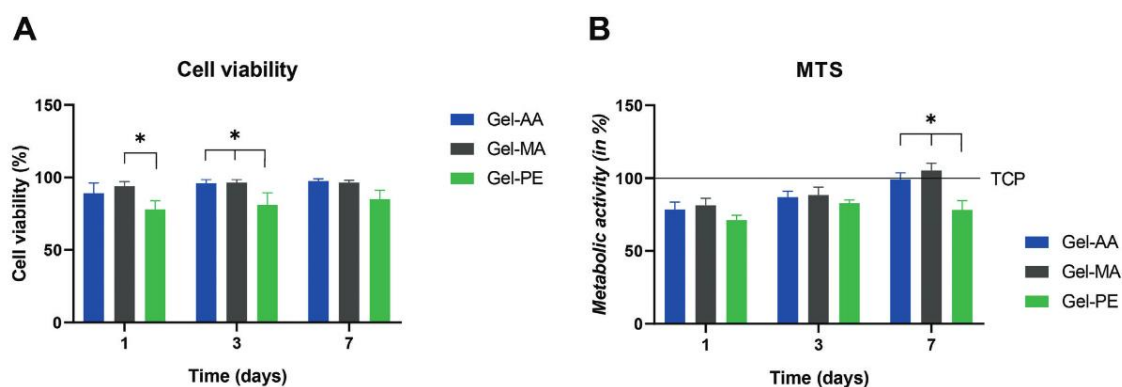 A
Cell viability
Cell viability (%)
150
100
50
0
*
*
1
3
7
Time (days)
Gel-AA
Gel-MA
Gel-PE
B
MTS
Metabolic activity (in %)
150
100
50
0
*
TCP
1
3
7
Time (days)
Gel-AA
Gel-MA
Gel-PE